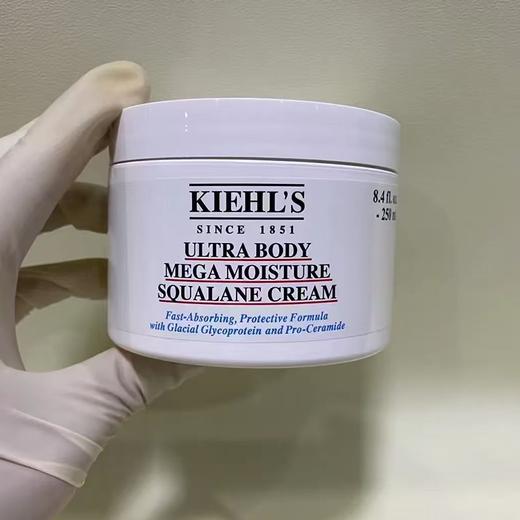 KIEHL'S
SINCE 1851
ULTRA BODY
MEGA MOISTURE
SQUALANE CREAM
Fast-Absorbing, Protective Formula
with Glacial Glycoprotein and Pro-Ceramide
8.4 fl.
- 250